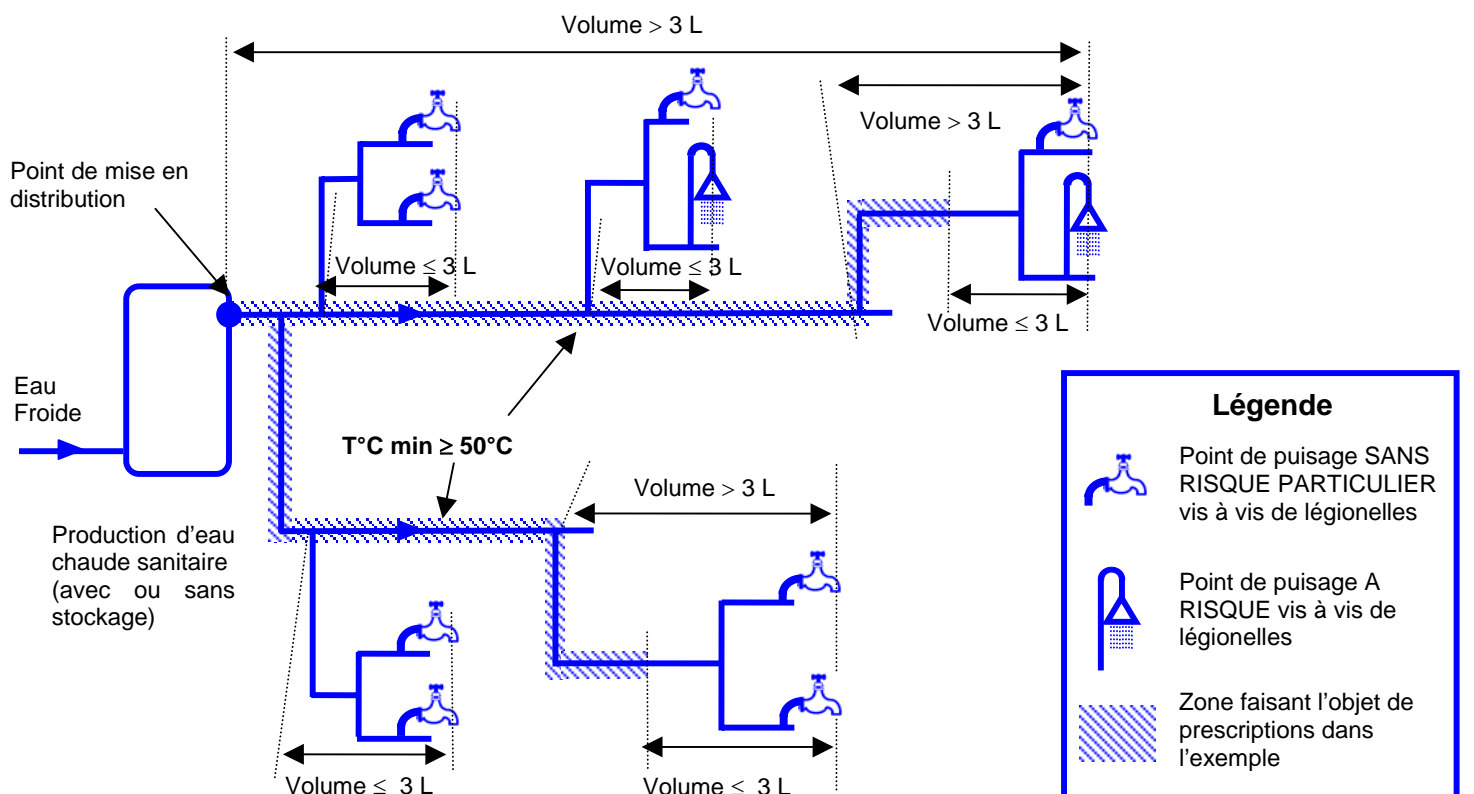 Volume > 3 L
Volume > 3 L
Point de mise en
distribution
Volume ≤ 3 L
Volume ≤ 3 L
Volume ≤ 3 L
Eau
Froide
T°C min ≥ 50°C
Volume > 3 L
Production d'eau
chaude sanitaire
(avec ou sans
stockage)
Volume ≤ 3 L
Volume ≤ 3 L
Légende
Point de puisage SANS
RISQUE PARTICULIER
vis à vis de légionelles
Point de puisage A
RISQUE vis à vis de
légionelles
Zone faisant l'objet de
prescriptions dans
l'exemple